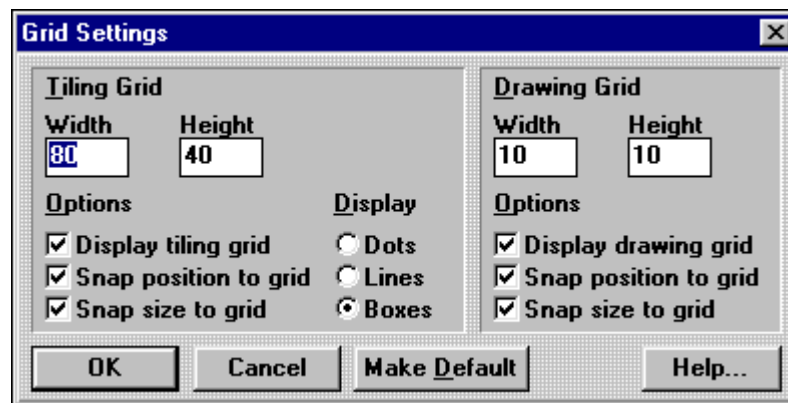 Grid Settings
Tiling Grid
Width Height
80 40
Options Display
Display tiling grid Dots
Snap position to grid Lines
Snap size to grid Boxes
Drawing Grid
Width Height
10 10
Options
Display drawing grid
Snap position to grid
Snap size to grid
OK Cancel Make Default Help...